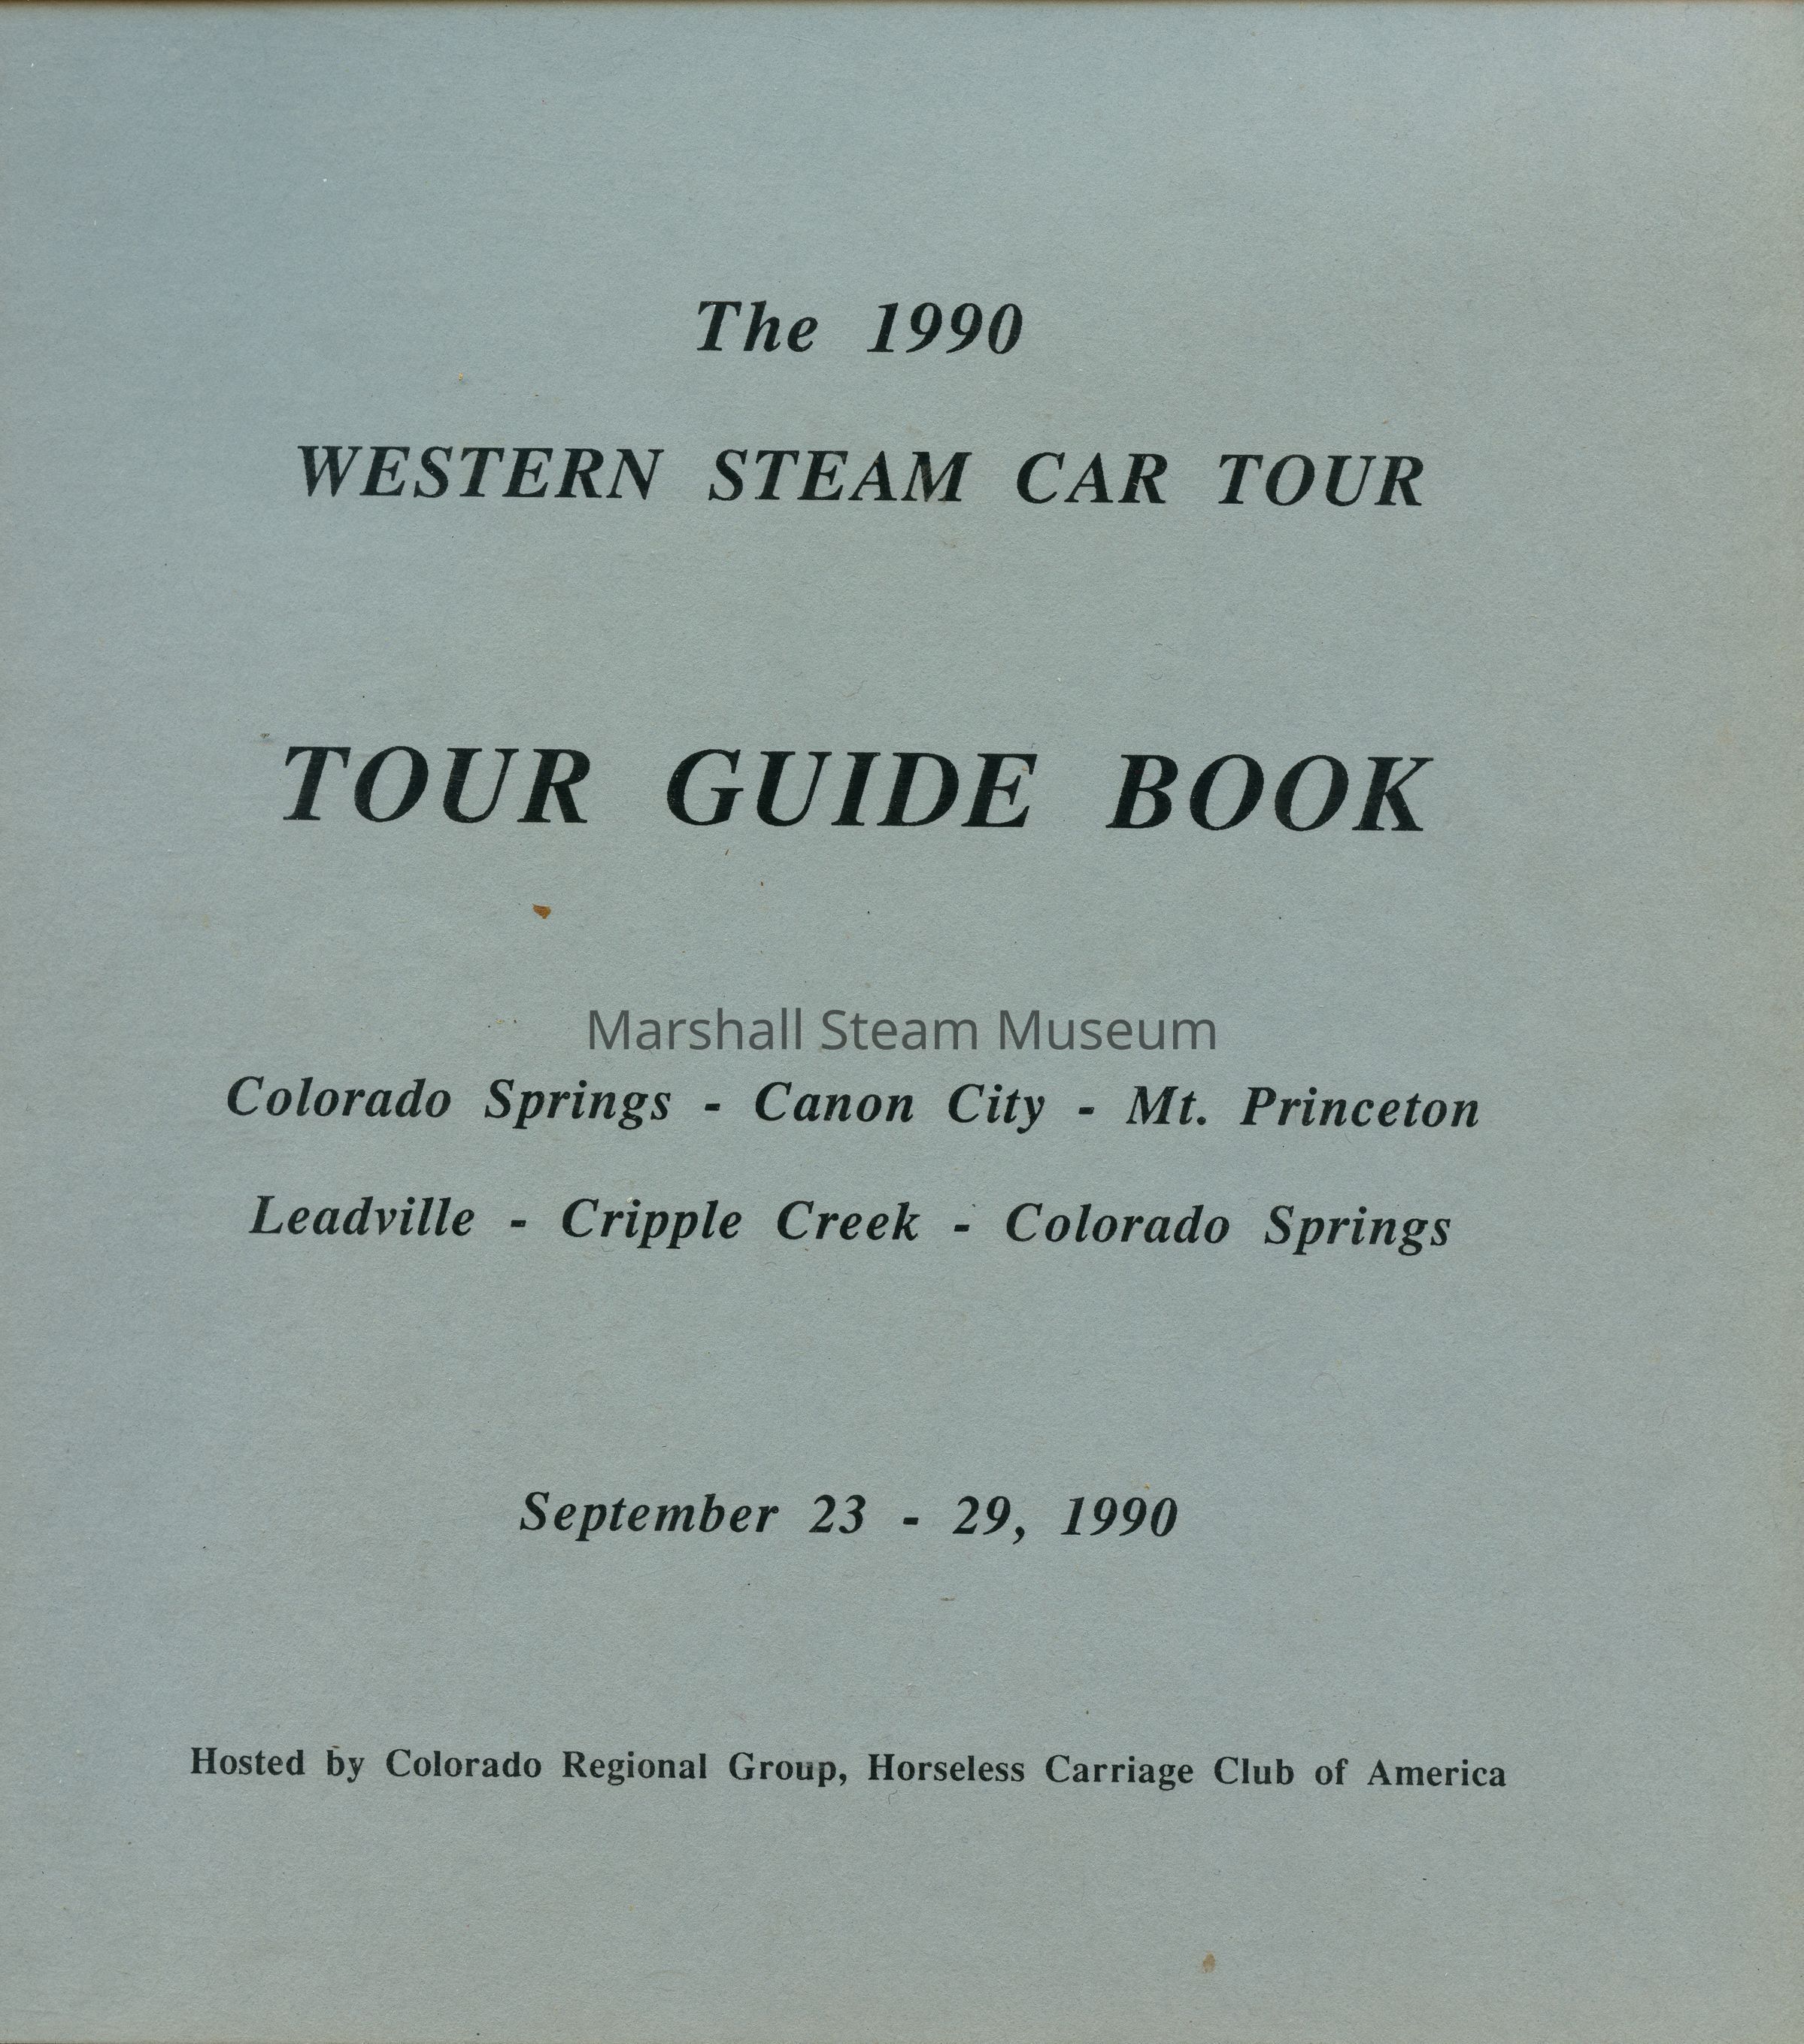 The 1990
WESTERN STEAM CAR TOUR
TOUR GUIDE BOOK
Marshall Steam Museum
Colorado Springs - Canon City - Mt. Princeton
Leadville - Cripple Creek - Colorado Springs
September 23 - 29, 1990
Hosted by Colorado Regional Group, Horseless Carriage Club of America